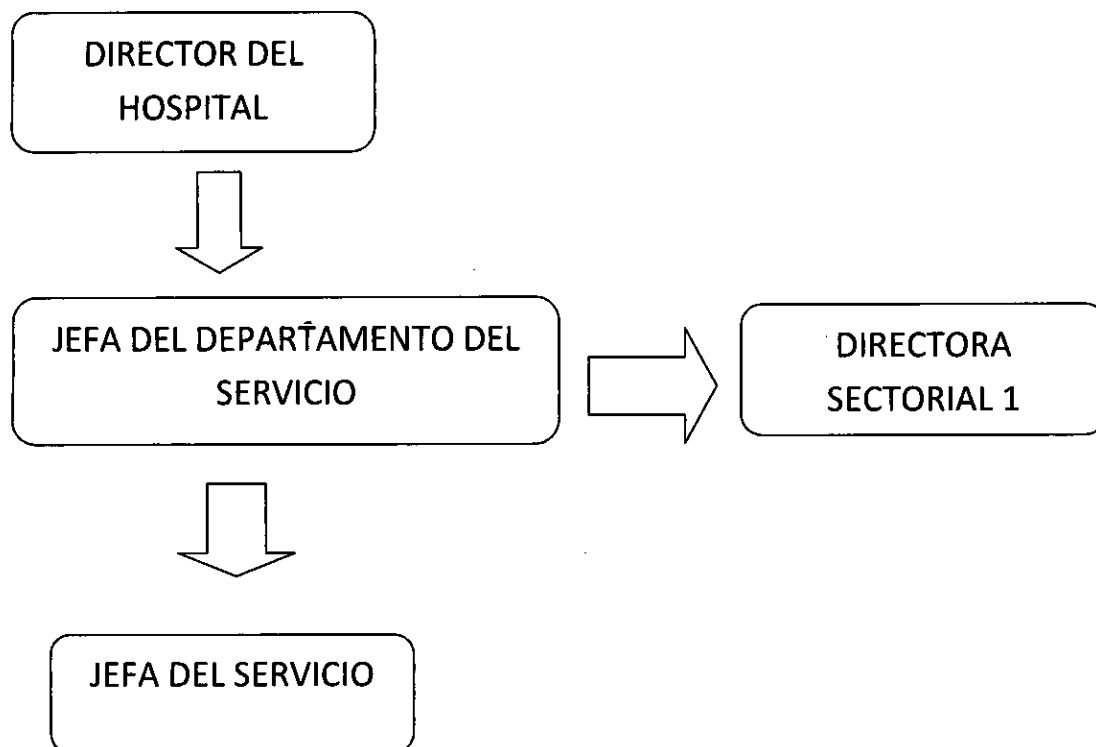 DIRECTOR DEL
HOSPITAL
JEFA DEL DEPARTAMENTO DEL
SERVICIO
DIRECTORA
SECTORIAL 1
JEFA DEL SERVICIO